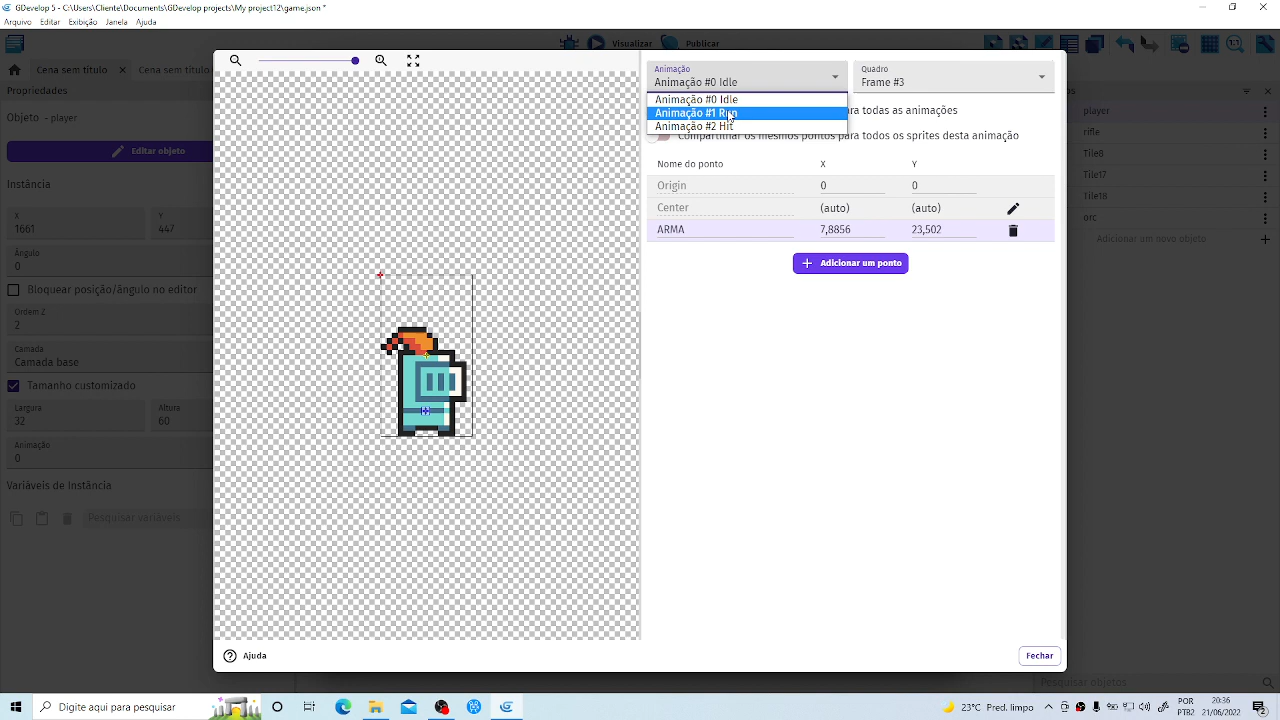 GDevelop 5 - C:\Users\Cliente\Documents\GDevelop projects\My project12\game.json *
Arquivo Editar Exibição Janela Ajuda
Visualizar Publicar
Cena sem título Cena sem título
Propriedades
Objeto - player
Editar objeto
Instância
X Y
1661 447
Ângulo
0
Bloquear posição/ângulo no editor
Ordem Z
2
Camada
Camada base
Tamanho customizado
Largura Altura
32 60
Animação
0
Variáveis de Instância
Pesquisar variáveis
Animação
Animação #0 Idle
Quadro
Frame #3
Animação #0 Idle
Animação #1 Run
Animação #2 Hit
ara todas as animações
Compartilhar os mesmos pontos para todos os sprites desta animação
Nome do ponto X Y
Origin 0 0
Center (auto) (auto)
ARMA 7,8856 23,502
Adicionar um ponto
Ajuda
Fechar
player
rifle
Tile8
Tile17
Tile18
orc
Adicionar um novo objeto
Pesquisar objetos
Digite aqui para pesquisar
23°C Pred. limpo
POR
PTB2
20:36
21/06/2022
2